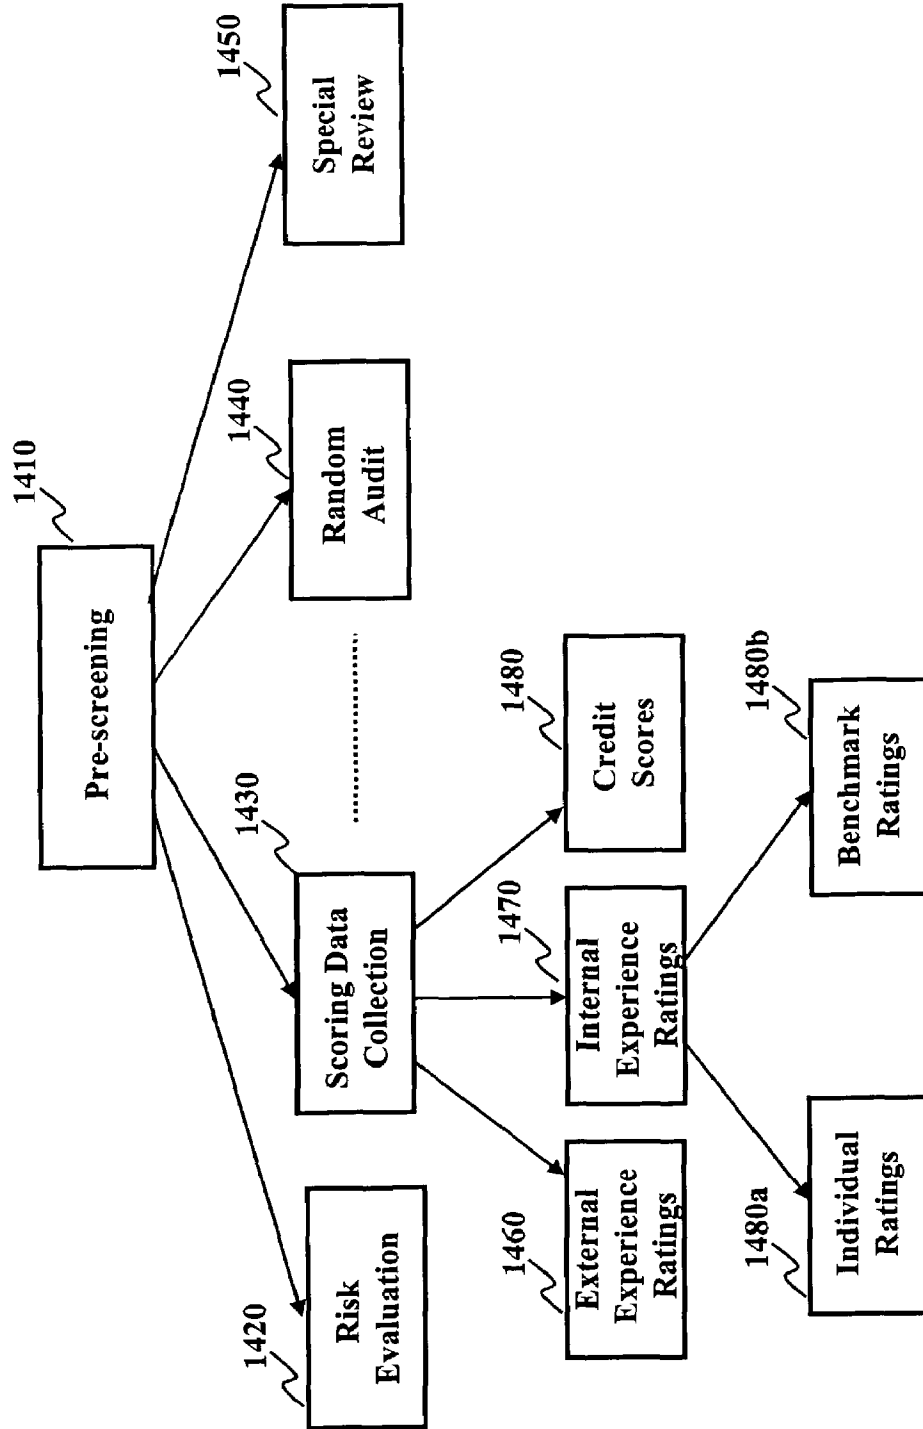 1410
Pre-screening
1420
1430
1440
1450
Risk
Evaluation
Scoring Data
Collection
Random
Audit
Special
Review
1460
1470
1480
External
Experience
Ratings
Internal
Experience
Ratings
Credit
Scores
1480a
1480b
Individual
Ratings
Benchmark
Ratings